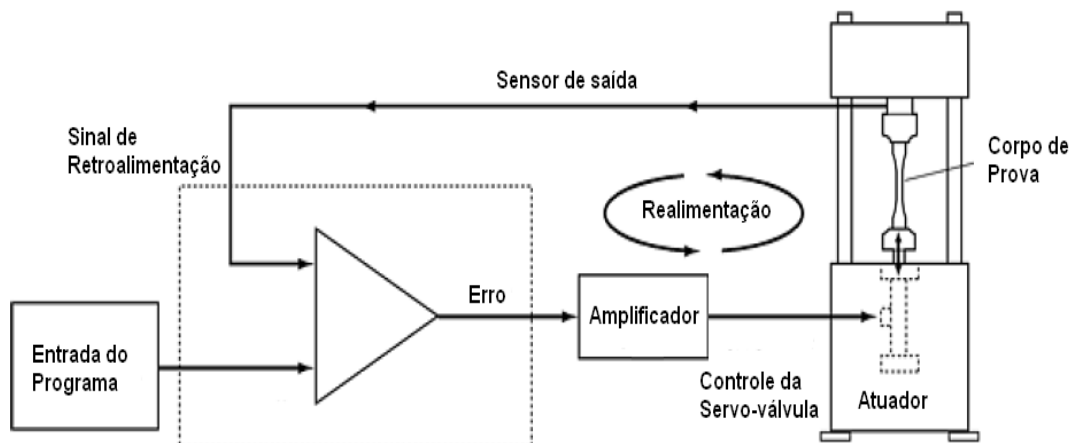 Sensor de saída
Sinal de
Retroalimentação
Corpo de
Prova
Realimentação
Erro
Amplificador
Entrada do
Programa
Controle da
Servo-válvula
Atuador